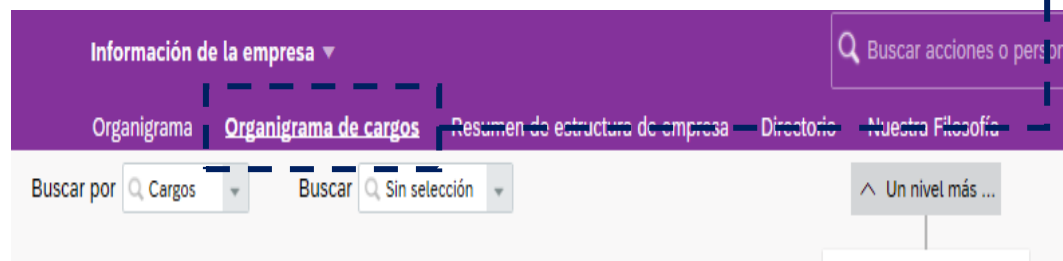 Información de la empresa
Buscar acciones o person
Organigrama Organigrama de cargos Resumen de estructura de empresa Directorio Nuestra Filosofía
Buscar por Cargos Buscar Sin selección Un nivel más ...